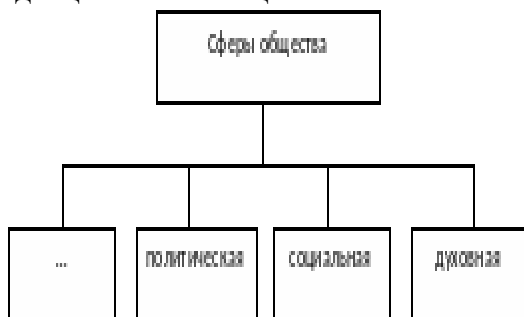 Сферы общества
...
политическая
социальная
духовная